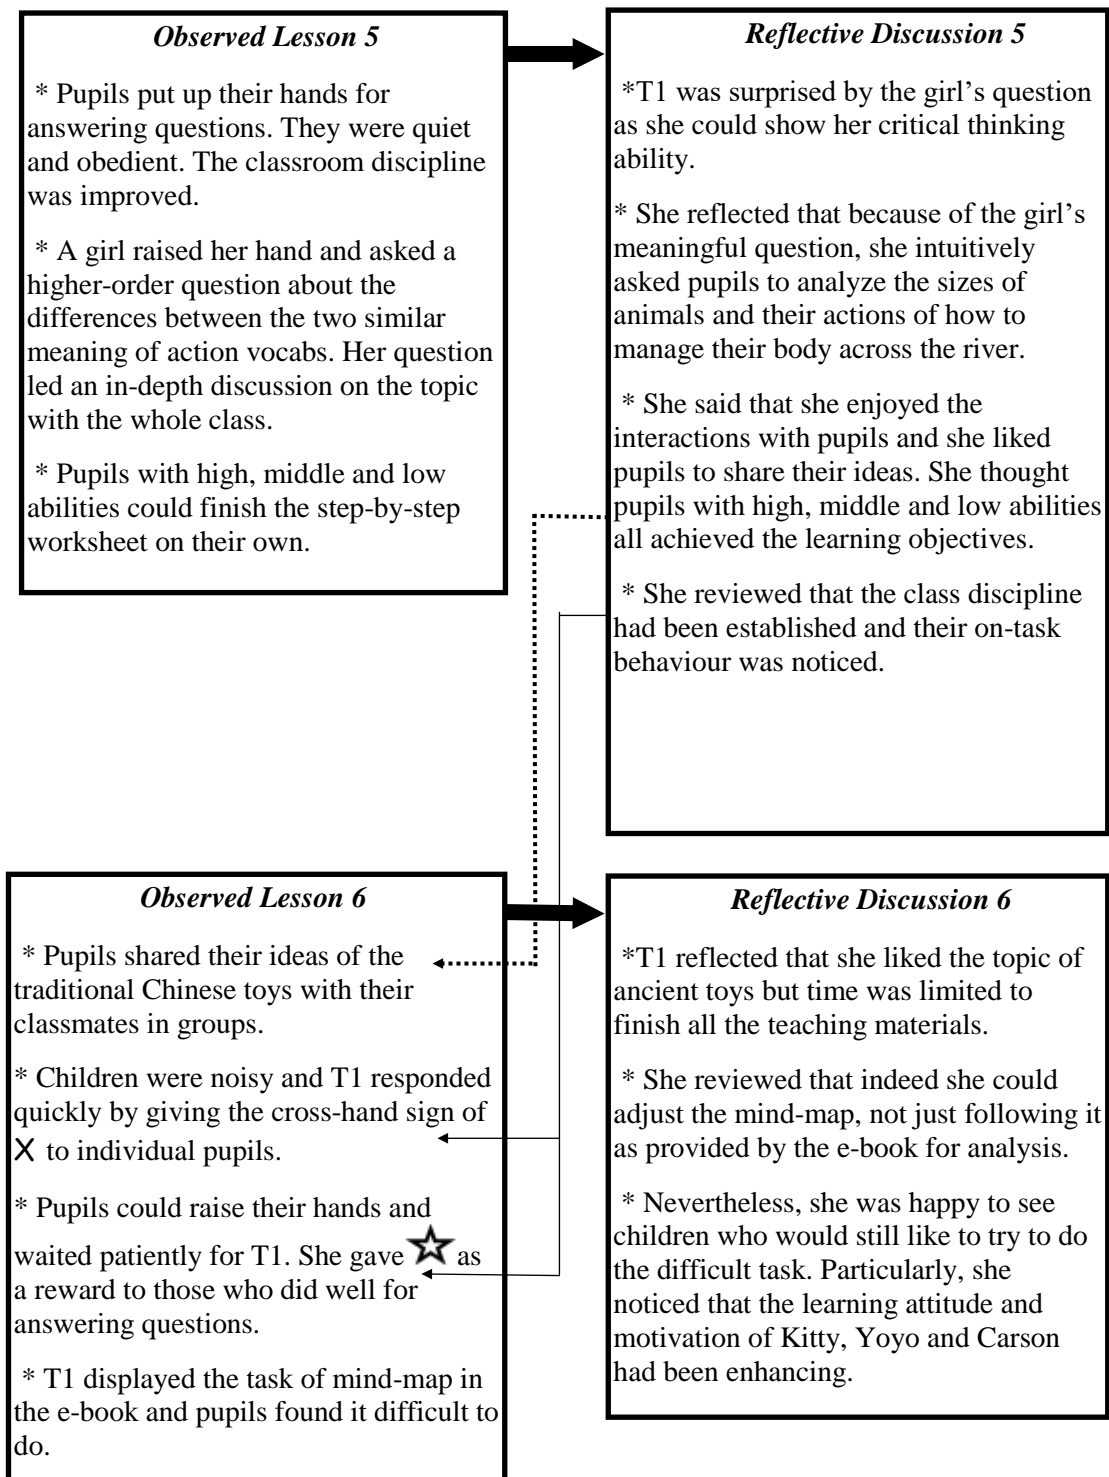 Observed Lesson 5
* Pupils put up their hands for
answering questions. They were quiet
and obedient. The classroom discipline
was improved.
* A girl raised her hand and asked a
higher-order question about the
differences between the two similar
meaning of action vocabs. Her question
led an in-depth discussion on the topic
with the whole class.
* Pupils with high, middle and low
abilities could finish the step-by-step
worksheet on their own.
Reflective Discussion 5
*T1 was surprised by the girl’s question
as she could show her critical thinking
ability.
* She reflected that because of the girl’s
meaningful question, she intuitively
asked pupils to analyze the sizes of
animals and their actions of how to
manage their body across the river.
* She said that she enjoyed the
interactions with pupils and she liked
pupils to share their ideas. She thought
pupils with high, middle and low abilities
all achieved the learning objectives.
* She reviewed that the class discipline
had been established and their on-task
behaviour was noticed.
Observed Lesson 6
* Pupils shared their ideas of the
traditional Chinese toys with their
classmates in groups.
* Children were noisy and T1 responded
quickly by giving the cross-hand sign of
X to individual pupils.
* Pupils could raise their hands and
waited patiently for T1. She gave ☆ as
a reward to those who did well for
answering questions.
* T1 displayed the task of mind-map in
the e-book and pupils found it difficult to
do.
Reflective Discussion 6
*T1 reflected that she liked the topic of
ancient toys but time was limited to
finish all the teaching materials.
* She reviewed that indeed she could
adjust the mind-map, not just following it
as provided by the e-book for analysis.
* Nevertheless, she was happy to see
children who would still like to try to do
the difficult task. Particularly, she
noticed that the learning attitude and
motivation of Kitty, Yoyo and Carson
had been enhancing.